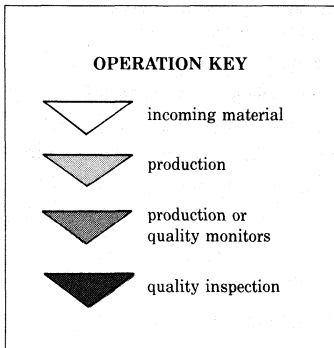 OPERATION KEY
incoming material
production
production or
quality monitors
quality inspection